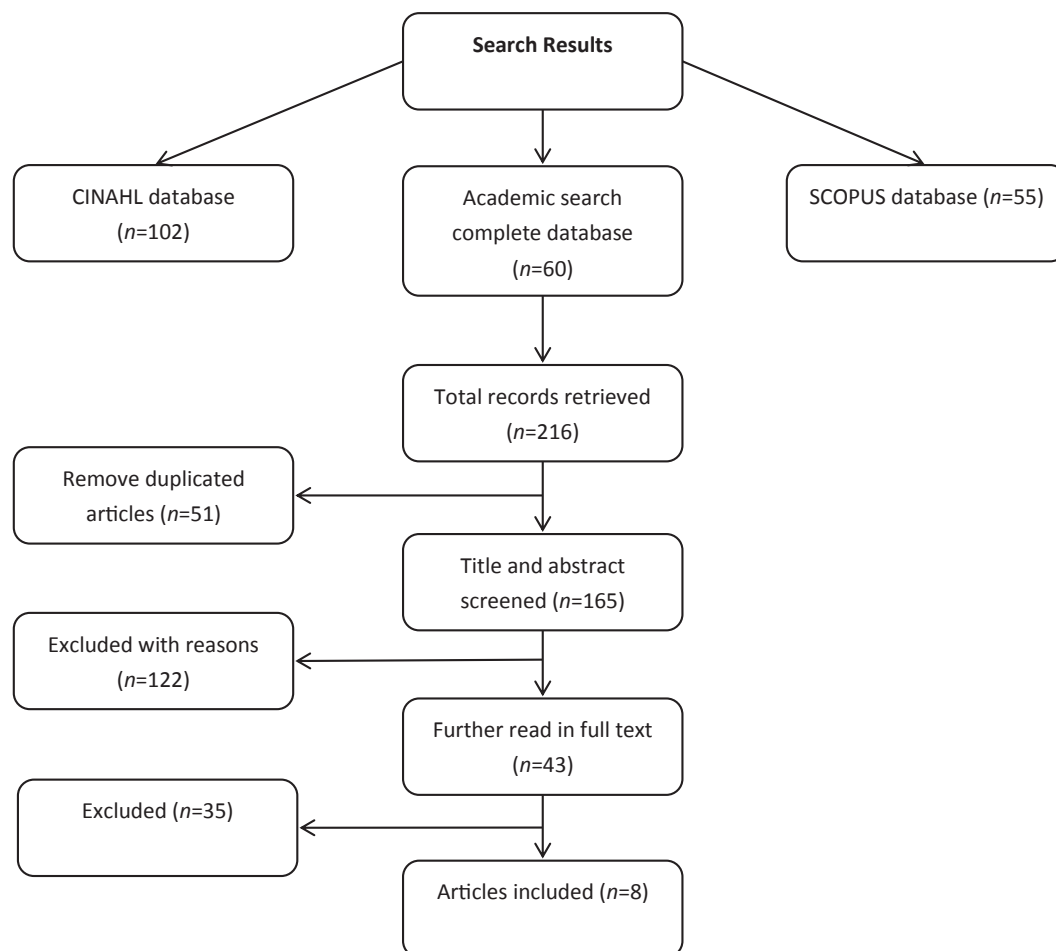 Search Results
CINAHL database
(n=102)
Academic search
complete database
(n=60)
SCOPUS database (n=55)
Total records retrieved
(n=216)
Remove duplicated
articles (n=51)
Title and abstract
screened (n=165)
Excluded with reasons
(n=122)
Further read in full text
(n=43)
Excluded (n=35)
Articles included (n=8)